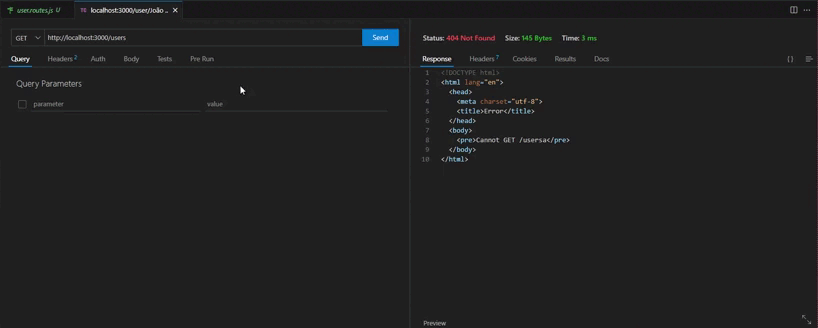 user.routes.js U
TC localhost:3000/user/João ..
GET http://localhost:3000/users Send
Query Headers 2 Auth Body Tests Pre Run
Query Parameters
parameter value
Status: 404 Not Found Size: 145 Bytes Time: 3 ms
Response Headers 7 Cookies Results Docs {}
1 <!DOCTYPE html>
2 <html lang="en">
3 <head>
4 <meta charset="utf-8">
5 <title>Error</title>
6 </head>
7 <body>
8 <pre>Cannot GET /usersa</pre>
9 </body>
10 </html>
Preview